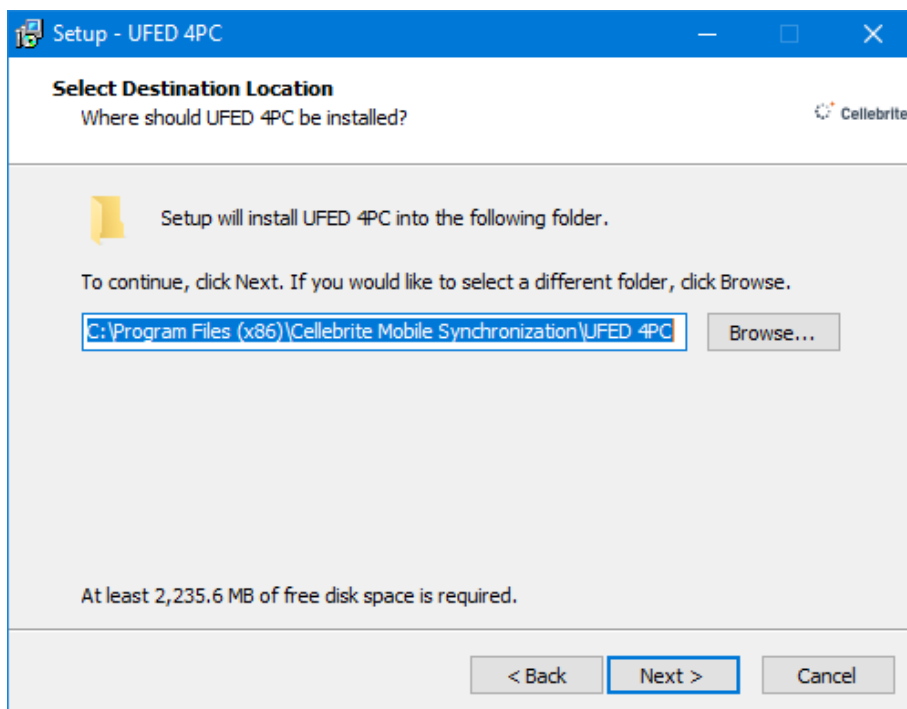 Setup - UFED 4PC
Select Destination Location
Where should UFED 4PC be installed?
Cellebrite
Setup will install UFED 4PC into the following folder.
To continue, click Next. If you would like to select a different folder, click Browse.
C:\Program Files (x86)\Cellebrite Mobile Synchronization\UFED 4PC
Browse...
At least 2,235.6 MB of free disk space is required.
< Back
Next >
Cancel